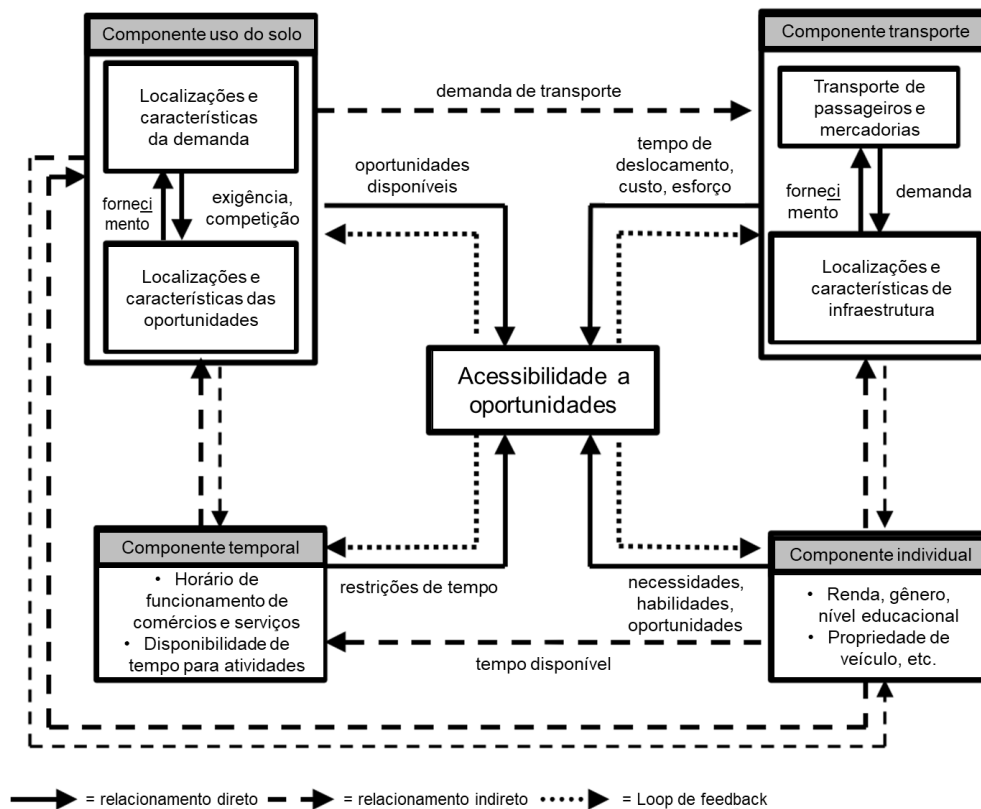 Componente uso do solo
Localizações e
características
da demanda
forneci
mento
exigência,
competição
Localizações e
características das
oportunidades
demanda de transporte
oportunidades
disponíveis
tempo de
deslocamento,
custo, esforço
Componente transporte
Transporte de
passageiros e
mercadorias
forneci
mento
demanda
Localizações e
características de
infraestrutura
Acessibilidade a
oportunidades
Componente temporal
• Horário de
funcionamento de
comércios e serviços
• Disponibilidade de
tempo para atividades
restrições de tempo
necessidades,
habilidades,
oportunidades
tempo disponível
Componente individual
• Renda, gênero,
nível educacional
• Propriedade de
veículo, etc.
= relacionamento direto
= relacionamento indireto
= Loop de feedback